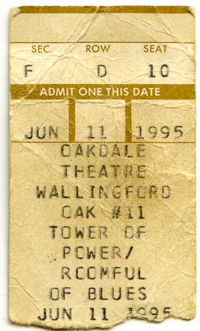 SEC. ROW SEAT
F D 10
ADMIT ONE THIS DATE
JUN 11 1995
OAKDALE
THEATRE
WALLINGFORD
OAK #11
TOWER OF
POWER/
ROOMFUL
OF BLUES
JUN 11 1995